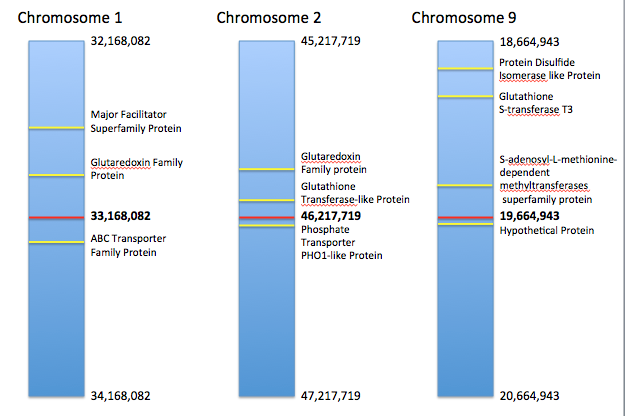 Chromosome 1
32,168,082
Major Facilitator
Superfamily Protein
Glutaredoxin Family
Protein
33,168,082
ABC Transporter
Family Protein
34,168,082
Chromosome 2
45,217,719
Glutaredoxin
Family protein
Glutathione
Transferase-like Protein
46,217,719
Phosphate
Transporter
PHO1-like Protein
47,217,719
Chromosome 9
18,664,943
Protein Disulfide
Isomerase like Protein
Glutathione
S-transferase T3
S-adenosyl-L-methionine-
dependent
methyltransferases
superfamily protein
19,664,943
Hypothetical Protein
20,664,943